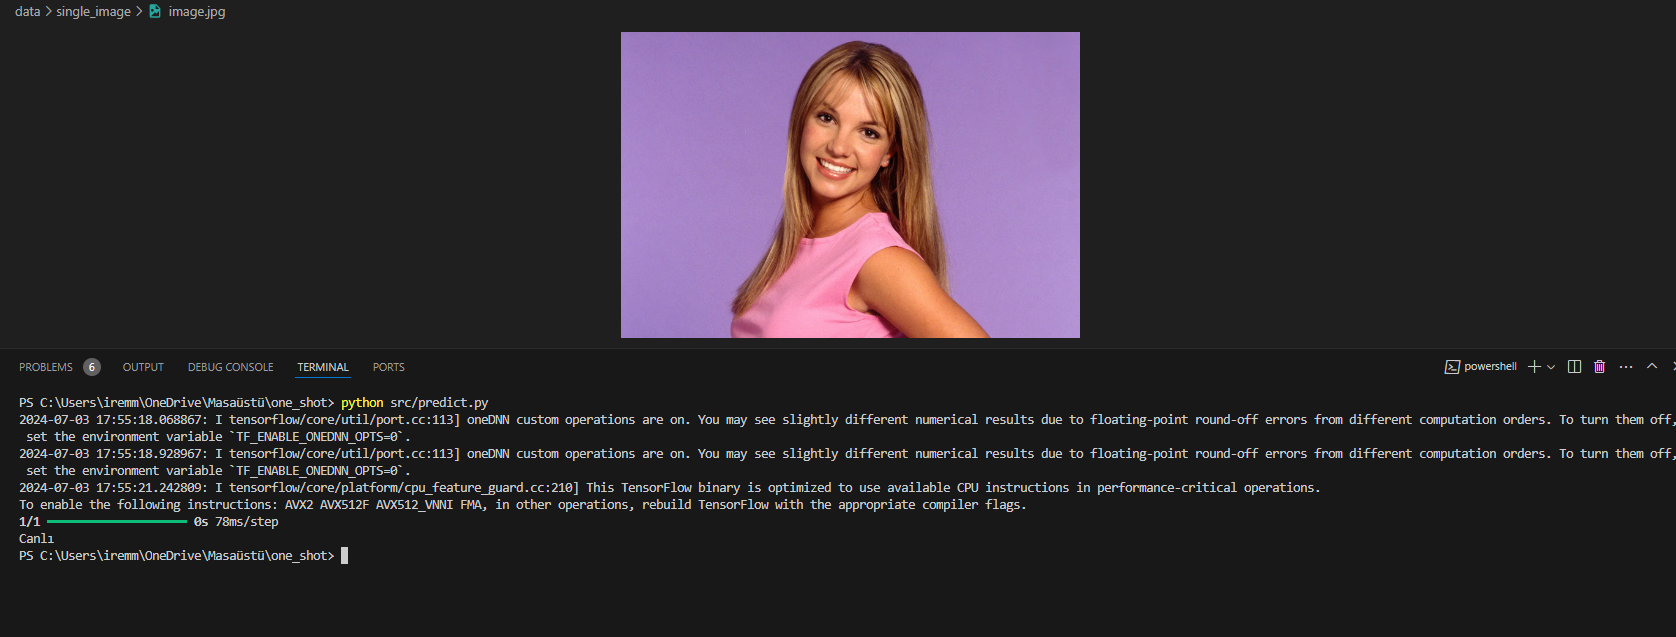 data > single_image > image.jpg
PROBLEMS 6 OUTPUT DEBUG CONSOLE TERMINAL PORTS powershell
PS C:\Users\iremm\OneDrive\Masaüstü\one_shot> python src/predict.py
2024-07-03 17:55:18.068867: I tensorflow/core/util/port.cc:113] oneDNN custom operations are on. You may see slightly different numerical results due to floating-point round-off errors from different computation orders. To turn them off,
set the environment variable `TF_ENABLE_ONEDNN_OPTS=0`.
2024-07-03 17:55:18.928967: I tensorflow/core/util/port.cc:113] oneDNN custom operations are on. You may see slightly different numerical results due to floating-point round-off errors from different computation orders. To turn them off,
set the environment variable `TF_ENABLE_ONEDNN_OPTS=0`.
2024-07-03 17:55:21.242809: I tensorflow/core/platform/cpu_feature_guard.cc:210] This TensorFlow binary is optimized to use available CPU instructions in performance-critical operations.
To enable the following instructions: AVX2 AVX512F AVX512_VNNI FMA, in other operations, rebuild TensorFlow with the appropriate compiler flags.
1/1 0s 78ms/step
Canlı
PS C:\Users\iremm\OneDrive\Masaüstü\one_shot>